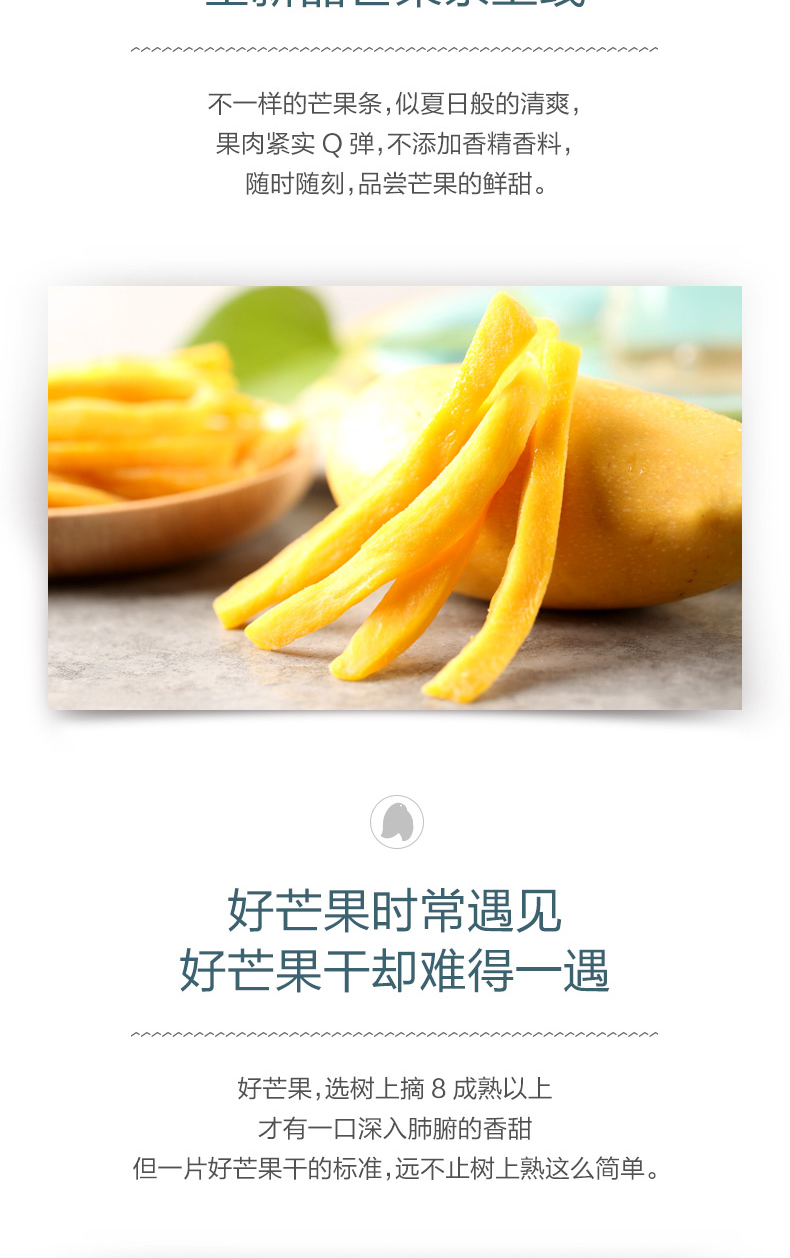 不一样的芒果条,似夏日般的清爽,
果肉紧实 Q 弹,不添加香精香料,
随时随刻,品尝芒果的鲜甜。
好芒果时常遇见
好芒果干却难得一遇
好芒果,选树上摘 8 成熟以上
才有一口深入肺腑的香甜
但一片好芒果干的标准,远不止树上熟这么简单。